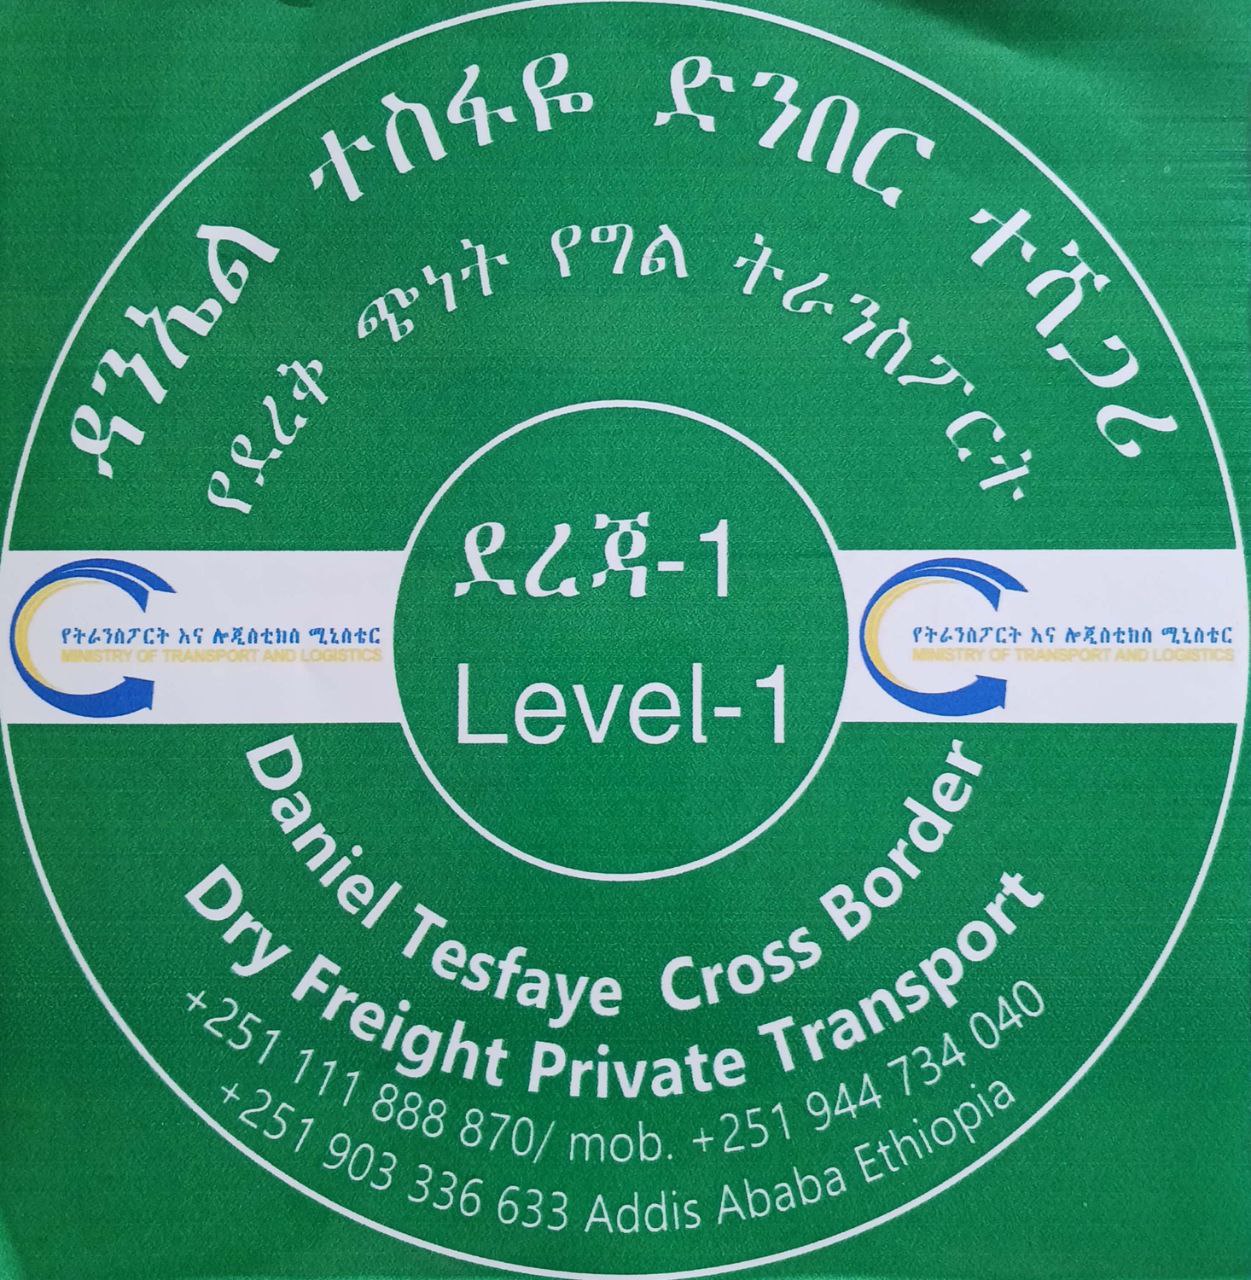 ዳንኤል ተስፋዬ ድንበር ተሻጋሪ
የደረቅ ጭነት የግል ትራንስፖርት
ደረጃ-1
Level-1
የትራንስፖርት እና ሎጂስቲክስ ሚኒስቴር
MINISTRY OF TRANSPORT AND LOGISTICS
የትራንስፖርት እና ሎጂስቲክስ ሚኒስቴር
MINISTRY OF TRANSPORT AND LOGISTICS
Daniel Tesfaye Cross Border
Dry Freight Private Transport
+251 111 888 870/ mob. +251 944 734 040
+251 903 336 633 Addis Ababa Ethiopia